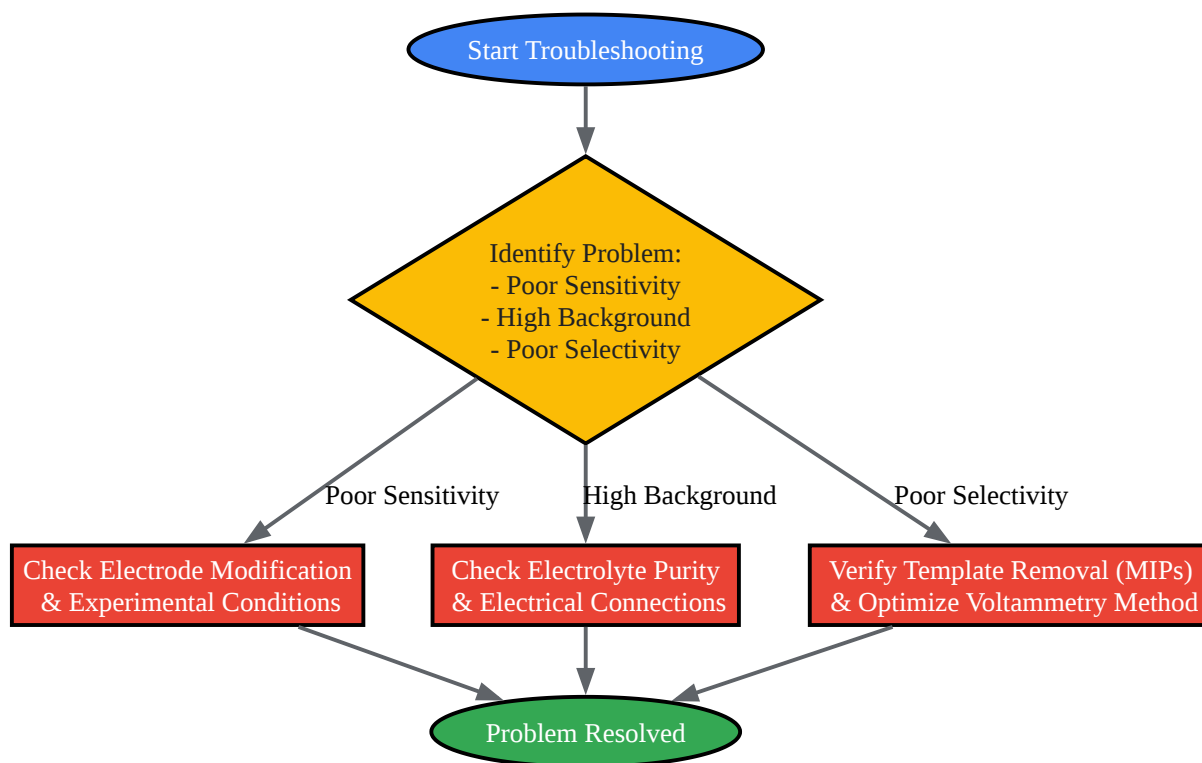 Start Troubleshooting
Identify Problem:
- Poor Sensitivity
- High Background
- Poor Selectivity
Poor Sensitivity
High Background
Poor Selectivity
Check Electrode Modification
& Experimental Conditions
Check Electrolyte Purity
& Electrical Connections
Verify Template Removal (MIPs)
& Optimize Voltammetry Method
Problem Resolved